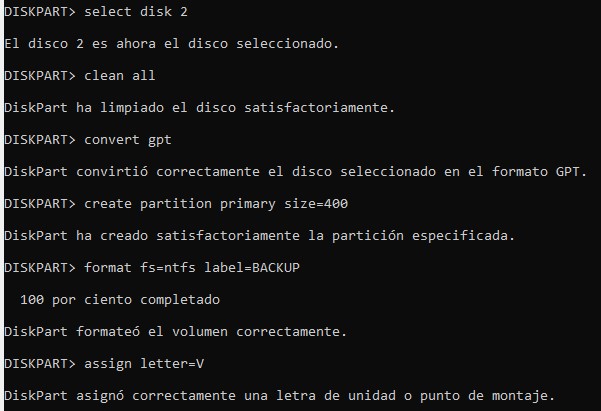 DISKPART> select disk 2
El disco 2 es ahora el disco seleccionado.
DISKPART> clean all
DiskPart ha limpiado el disco satisfactoriamente.
DISKPART> convert gpt
DiskPart convirtió correctamente el disco seleccionado en el formato GPT.
DISKPART> create partition primary size=400
DiskPart ha creado satisfactoriamente la partición especificada.
DISKPART> format fs=ntfs label=BACKUP
100 por ciento completado
DiskPart formateó el volumen correctamente.
DISKPART> assign letter=V
DiskPart asignó correctamente una letra de unidad o punto de montaje.